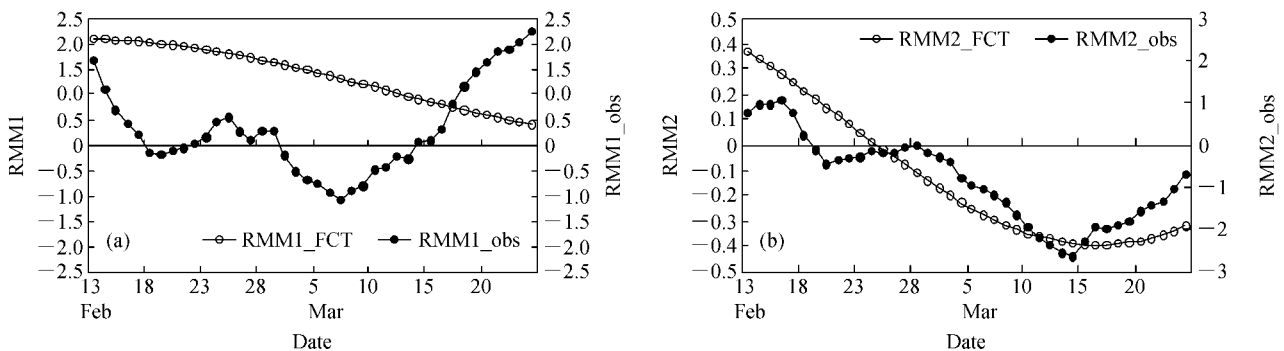 2.5
2.0
1.5
0.0
0.5
0
−0.5
−1.0
−1.5
−2.0
−2.5
RMM1
(a)
RMM1_FCT RMM1_obs
2.5
2.0
1.5
0.0
0.5
0
−0.5
−1.0
−1.5
−2.0
−2.5
RMM1_obs
13 18 23 28 5 10 15 20
Feb Mar
Date
0.5
0.4
0.3
0.2
0.1
0
−0.1
−0.2
−0.3
−0.4
−0.5
RMM2
RMM2_FCT RMM2_obs
(b)
3
2
1
0
−1
−2
−3
RMM2_obs
13 18 23 28 5 10 15 20
Feb Mar
Date